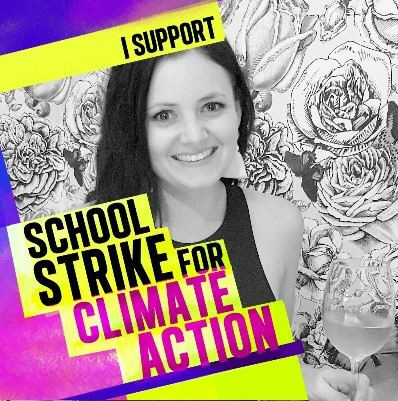 I SUPPORT
SCHOOL
STRIKE FOR
CLIMATE
ACTION